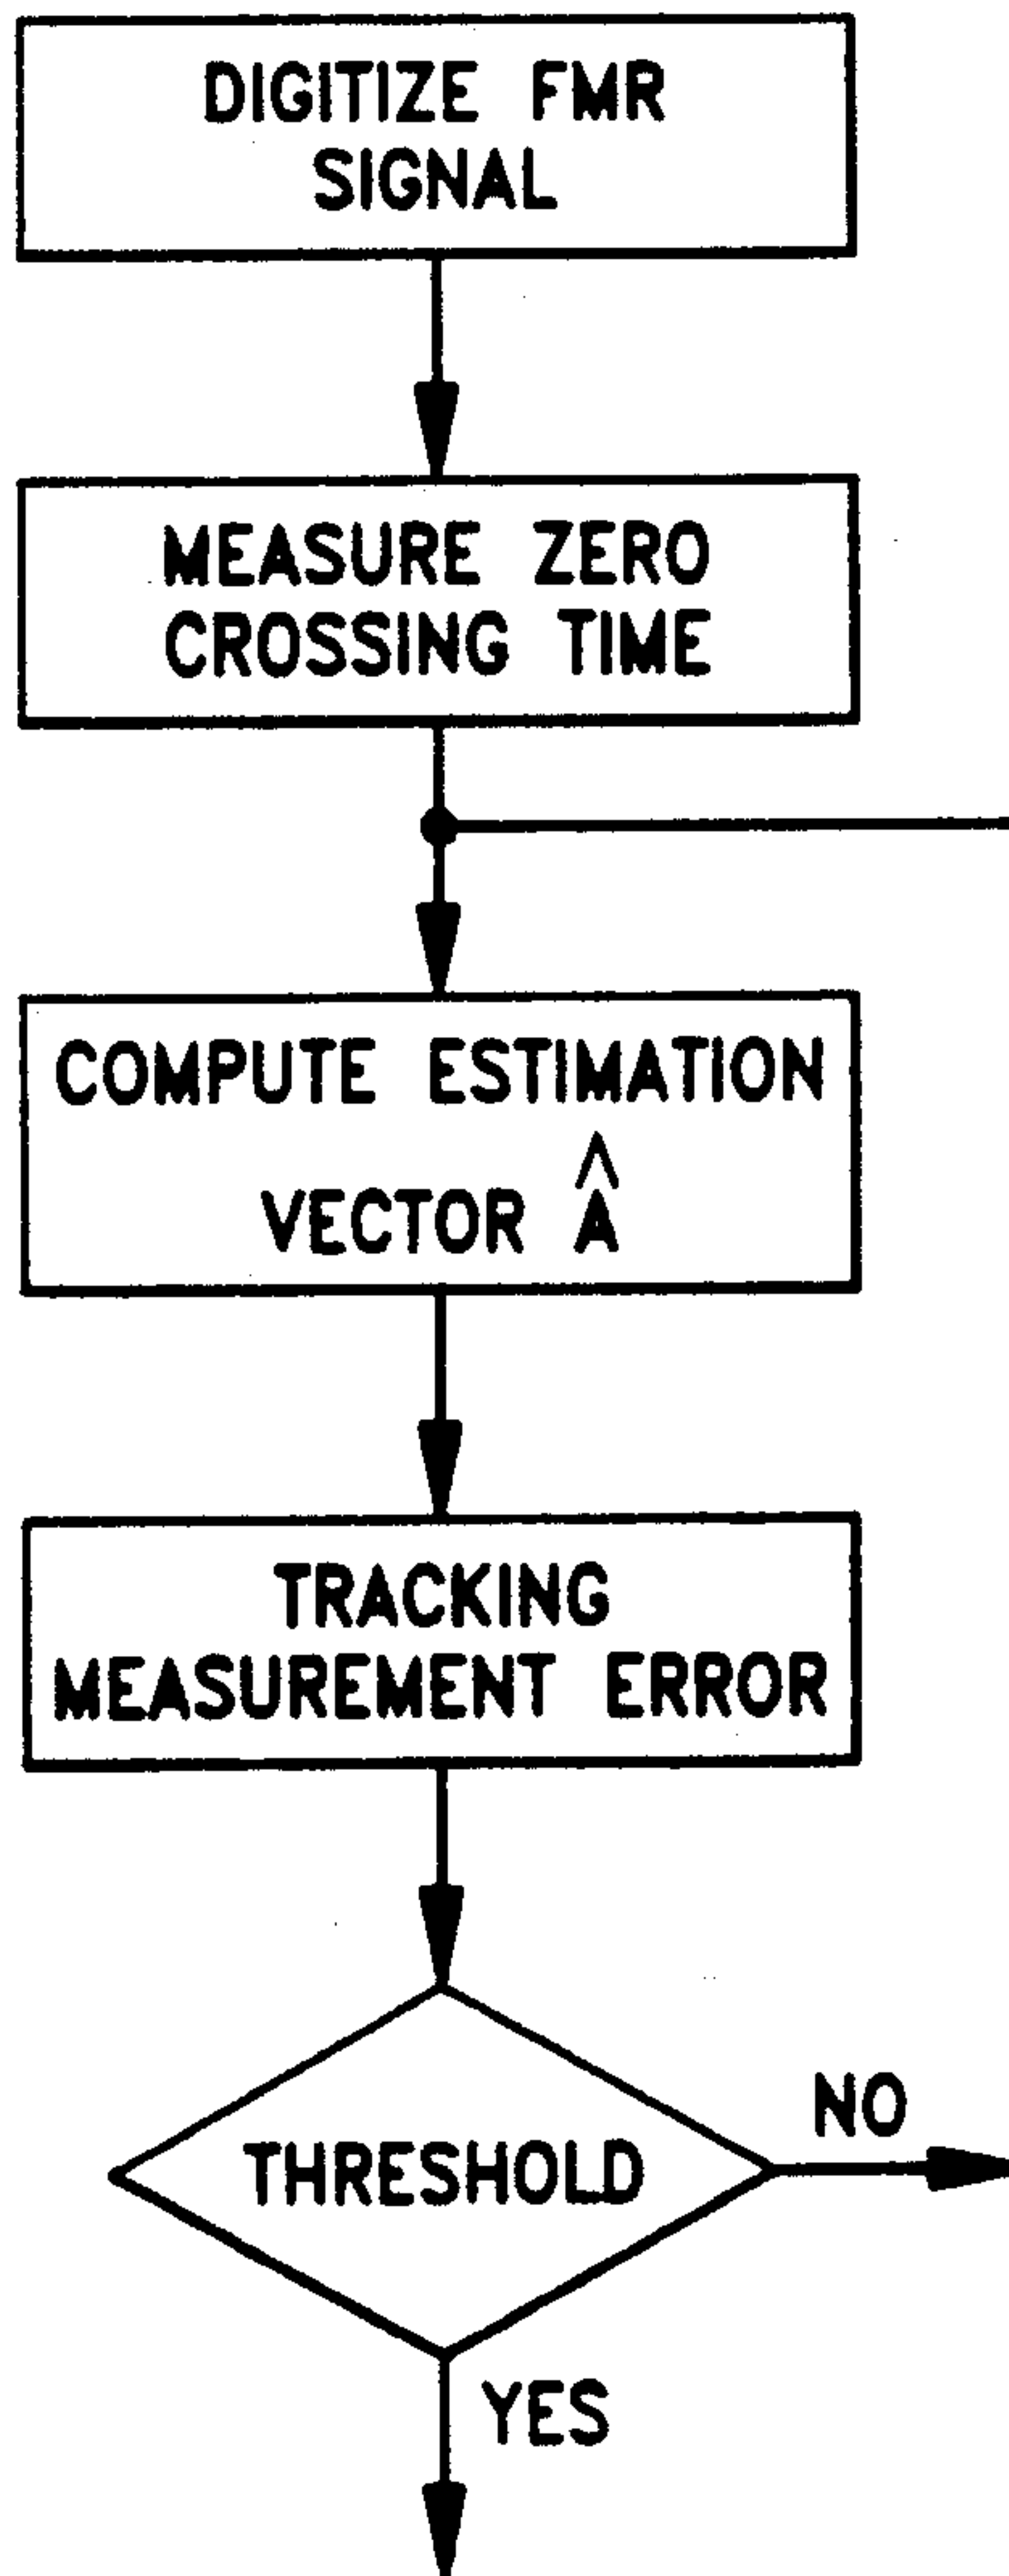 DIGITIZE FMR
SIGNAL
MEASURE ZERO
CROSSING TIME
COMPUTE ESTIMATION
VECTOR Â
TRACKING
MEASUREMENT ERROR
THRESHOLD
NO
YES